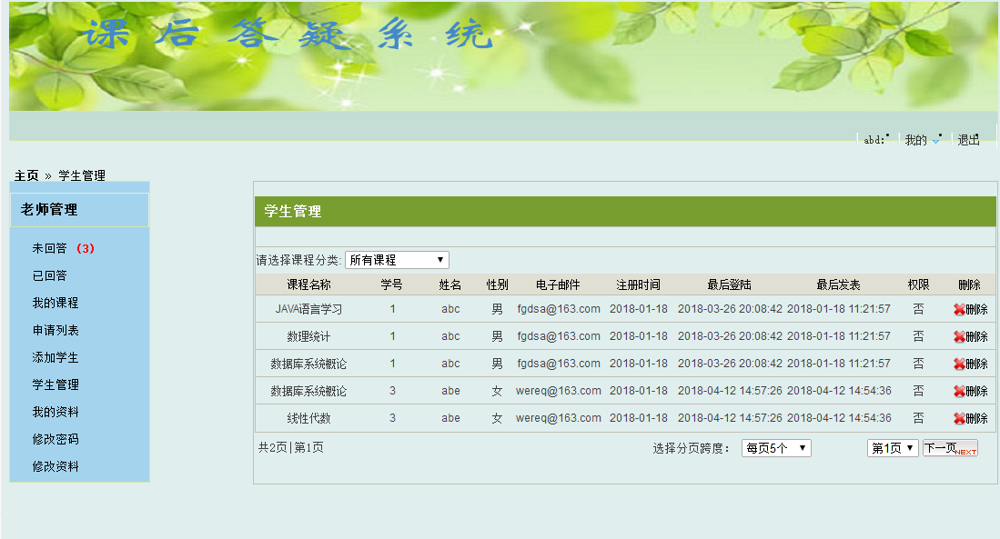 课后答疑系统
abd: 我的 退出
主页 » 学生管理
老师管理
未回答 (3)
已回答
我的课程
申请列表
添加学生
学生管理
我的资料
修改密码
修改资料
学生管理
请选择课程分类: 所有课程
课程名称 学号 姓名 性别 电子邮件 注册时间 最后登陆 最后发表 权限 删除
JAVA语言学习 1 abc 男 fgdsa@163.com 2018-01-18 2018-03-26 20:08:42 2018-01-18 11:21:57 否 删除
数理统计 1 abc 男 fgdsa@163.com 2018-01-18 2018-03-26 20:08:42 2018-01-18 11:21:57 否 删除
数据库系统概论 1 abc 男 fgdsa@163.com 2018-01-18 2018-03-26 20:08:42 2018-01-18 11:21:57 否 删除
数据库系统概论 3 abe 女 wereq@163.com 2018-01-18 2018-04-12 14:57:26 2018-04-12 14:54:36 否 删除
线性代数 3 abe 女 wereq@163.com 2018-01-18 2018-04-12 14:57:26 2018-04-12 14:54:36 否 删除
共2页|第1页 选择分页跨度: 每页5个 第1页 下一页 NEXT